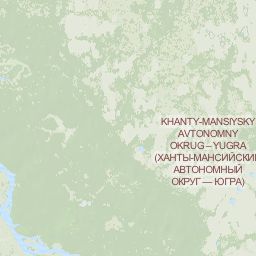 KHANTY-MANSIYSKY
AVTONOMNY
OKRUG – YUGRA
(ХАНТЫ-МАНСИЙСКИЙ
АВТОНОМНЫЙ
ОКРУГ — ЮГРА)